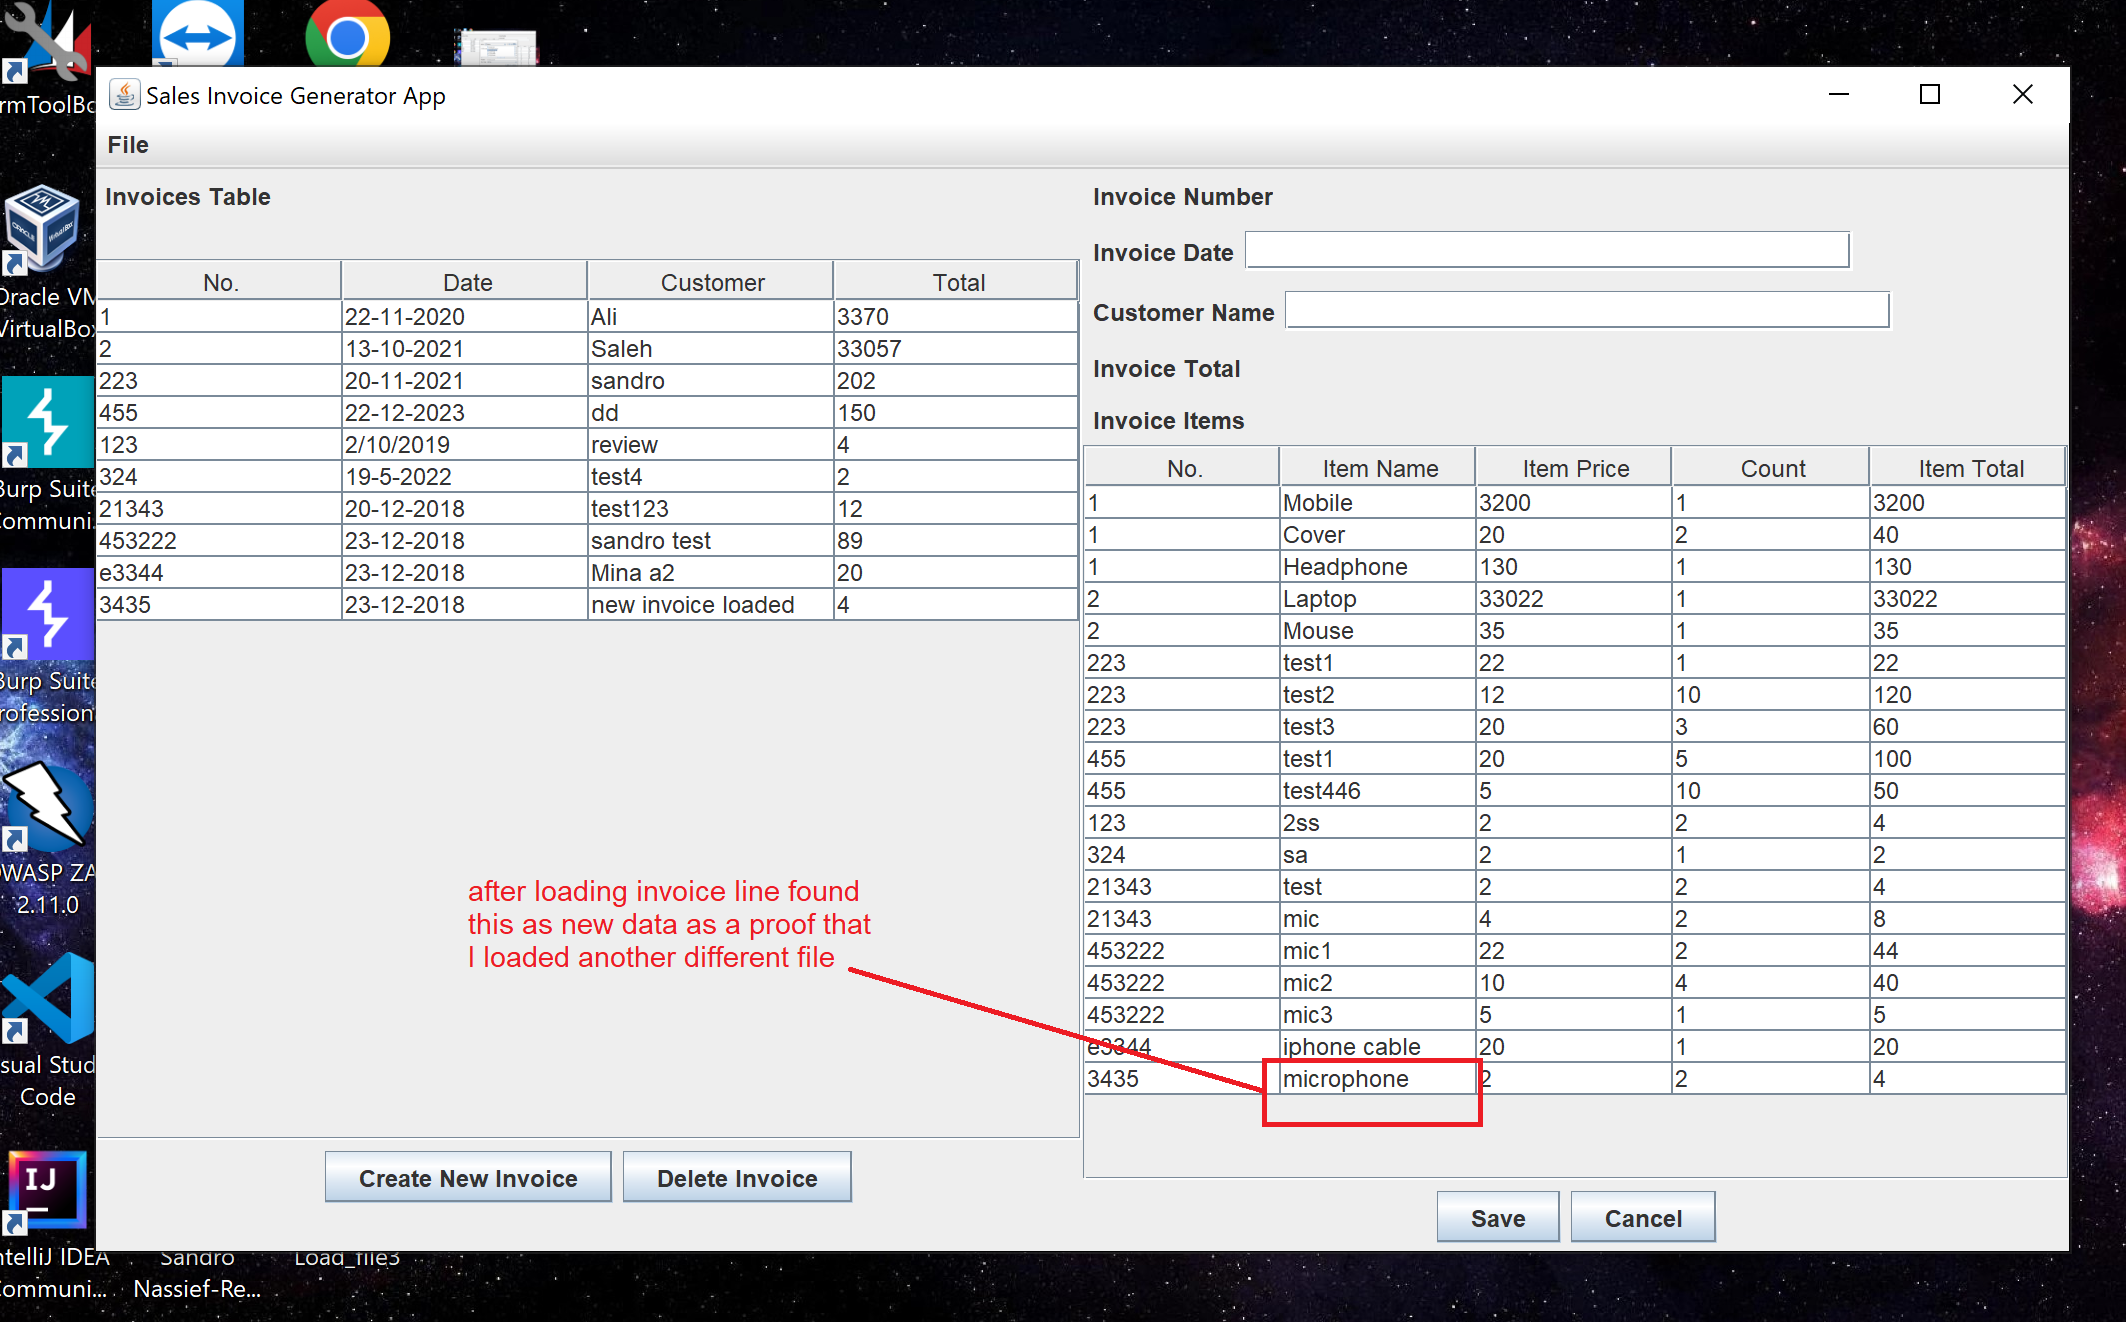 rmToolBo
Sales Invoice Generator App
File
Invoices Table
No. Date Customer Total
1 22-11-2020 Ali 3370
2 13-10-2021 Saleh 33057
223 20-11-2021 sandro 202
455 22-12-2023 dd 150
123 2/10/2019 review 4
324 19-5-2022 test4 2
21343 20-12-2018 test123 12
453222 23-12-2018 sandro test 89
e3344 23-12-2018 Mina a2 20
3435 23-12-2018 new invoice loaded 4
Create New Invoice Delete Invoice
Invoice Number
Invoice Date
Customer Name
Invoice Total
Invoice Items
No. Item Name Item Price Count Item Total
1 Mobile 3200 1 3200
1 Cover 20 2 40
1 Headphone 130 1 130
2 Laptop 33022 1 33022
2 Mouse 35 1 35
223 test1 22 1 22
223 test2 12 10 120
223 test3 20 3 60
455 test1 20 5 100
455 test446 5 10 50
123 2ss 2 2 4
324 sa 2 1 2
21343 test 2 2 4
21343 mic 4 2 8
453222 mic1 22 2 44
453222 mic2 10 4 40
453222 mic3 5 1 5
e3344 iphone cable 20 1 20
3435 microphone 2 2 4
Save Cancel
after loading invoice line found
this as new data as a proof that
I loaded another different file
Oracle VM
VirtualBox
Burp Suite
Communi...
Burp Suite
rofession
WASP ZA
2.11.0
sual Stud
Code
IJ
ntelliJ IDEA
ommuni...
Sandro
Nassief-Re...
Load_file3